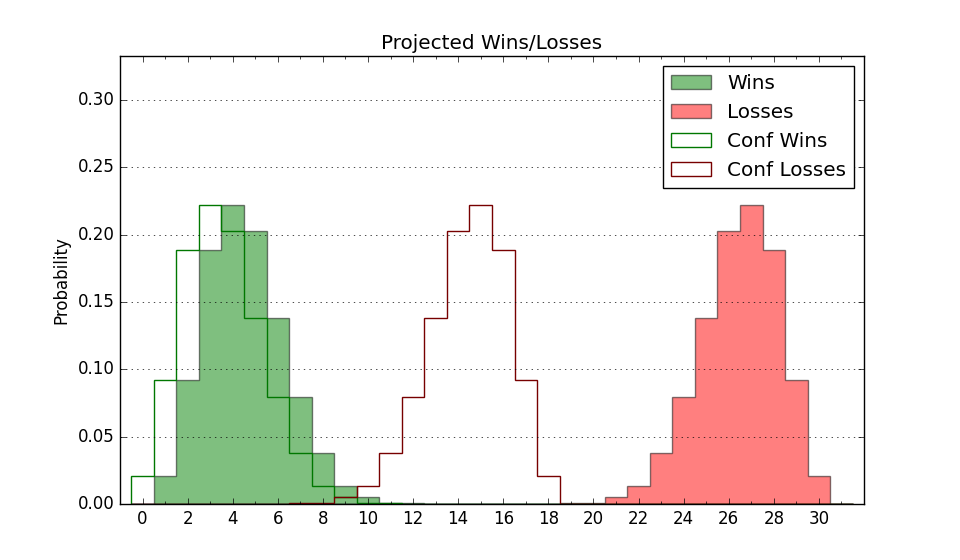 Projected Wins/Losses
Wins
Losses
Conf Wins
Conf Losses
Probability
0.30
0.25
0.20
0.15
0.10
0.05
0.00
0 2 4 6 8 10 12 14 16 18 20 22 24 26 28 30